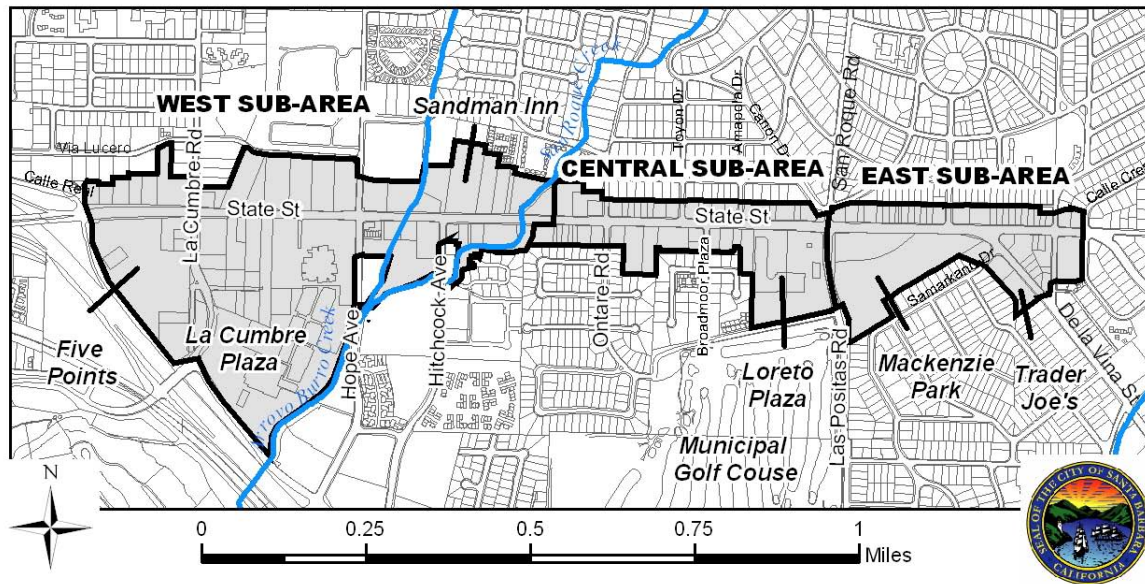 WEST SUB-AREA
Sandman Inn
San Roque Creek
Via Lucero
La Cumbre Rd
Toyon Dr
Amapola Dr
Canon Dr
San Roque Rd
CENTRAL SUB-AREA
EAST SUB-AREA
Calle Real
Calle Cre
State St
State St
State St
Samarkand Dr
Ontare Rd
Broadmoor Plaza
Hitchcock Ave
Hope Ave
La Cumbre
Plaza
Arroyo Burro Creek
Five
Points
Loreto
Plaza
Las Positas Rd
Mackenzie
Park
Trader
Joe's
De la Vina St
Municipal
Golf Couse
N
0 0.25 0.5 0.75 1
Miles
SEAL OF THE CITY OF SANTA BARBARA
CALIFORNIA